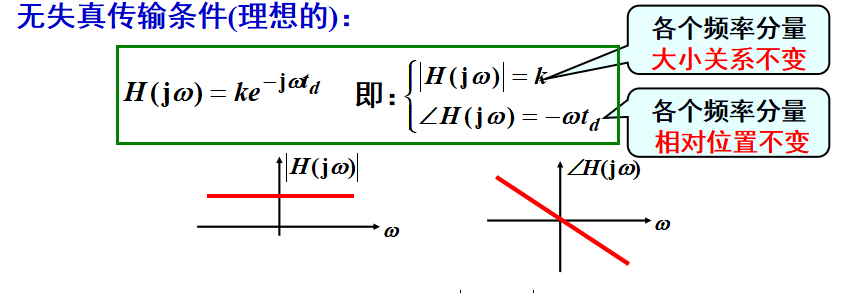 无失真传输条件(理想的)：
各个频率分量
大小关系不变
H(jω) = ke^{-jωt_d}
即：
|H(jω)| = k
∠H(jω) = -ωt_d
各个频率分量
相对位置不变
|H(jω)|
ω
∠H(jω)
ω